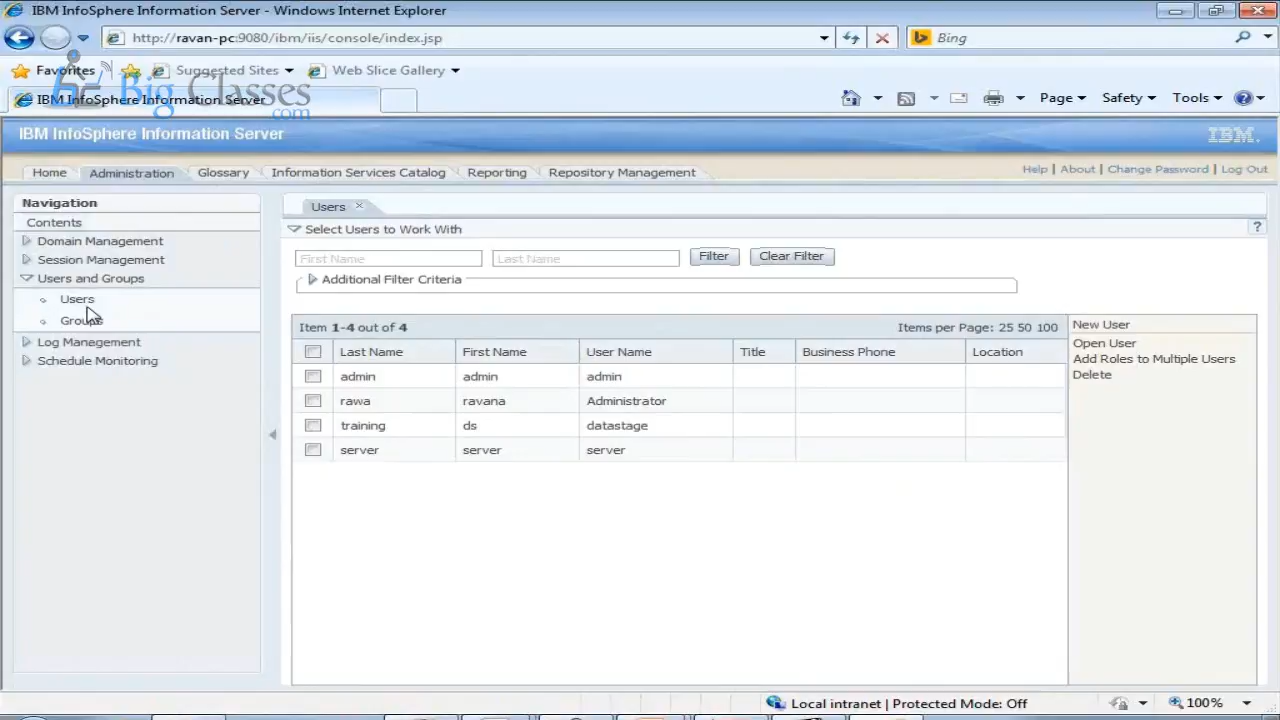 IBM InfoSphere Information Server - Windows Internet Explorer
http://ravan-pc:9080/ibm/iis/console/index.jsp
Bing
Favorites Suggested Sites Web Slice Gallery
Big Classes
.com
IBM InfoSphere Information Server
Page Safety Tools
IBM InfoSphere Information Server IBM.
Home Administration Glossary Information Services Catalog Reporting Repository Management Help | About | Change Password | Log Out
Navigation
Contents
Domain Management
Session Management
Users and Groups
Users
Groups
Log Management
Schedule Monitoring
Users
Select Users to Work With ?
First Name Last Name Filter Clear Filter
Additional Filter Criteria
Item 1-4 out of 4 Items per Page: 25 50 100
Last Name First Name User Name Title Business Phone Location
admin admin admin
rawa ravana Administrator
training ds datastage
server server server
New User
Open User
Add Roles to Multiple Users
Delete
Local intranet | Protected Mode: Off 100%